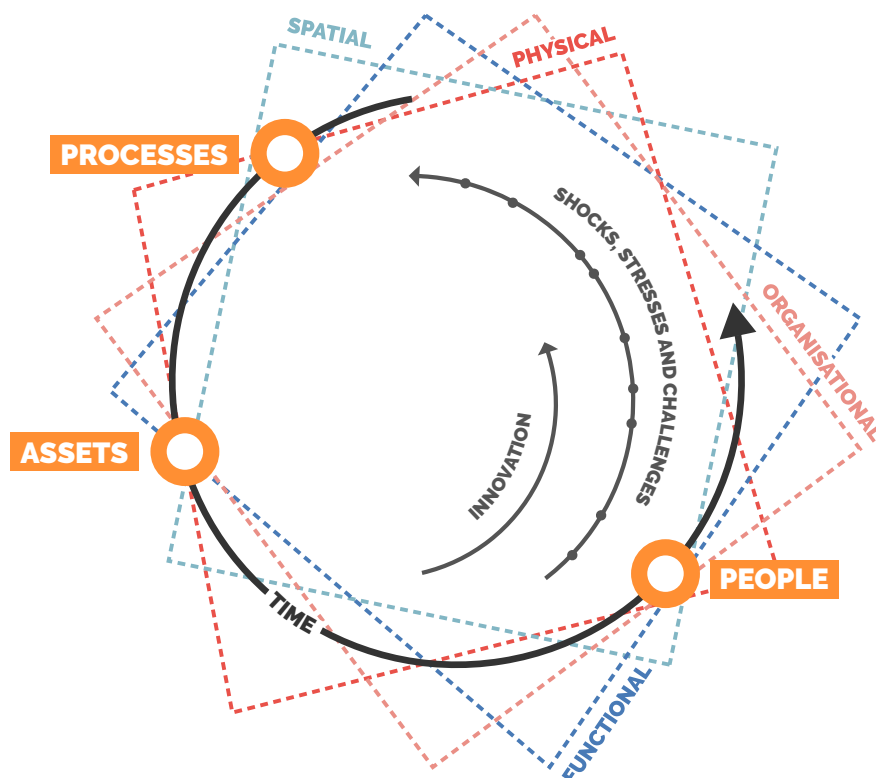 SPATIAL
PHYSICAL
PROCESSES
SHOCKS, STRESSES AND CHALLENGES
ORGANISATIONAL
INNOVATION
ASSETS
PEOPLE
TIME
FUNCTIONAL